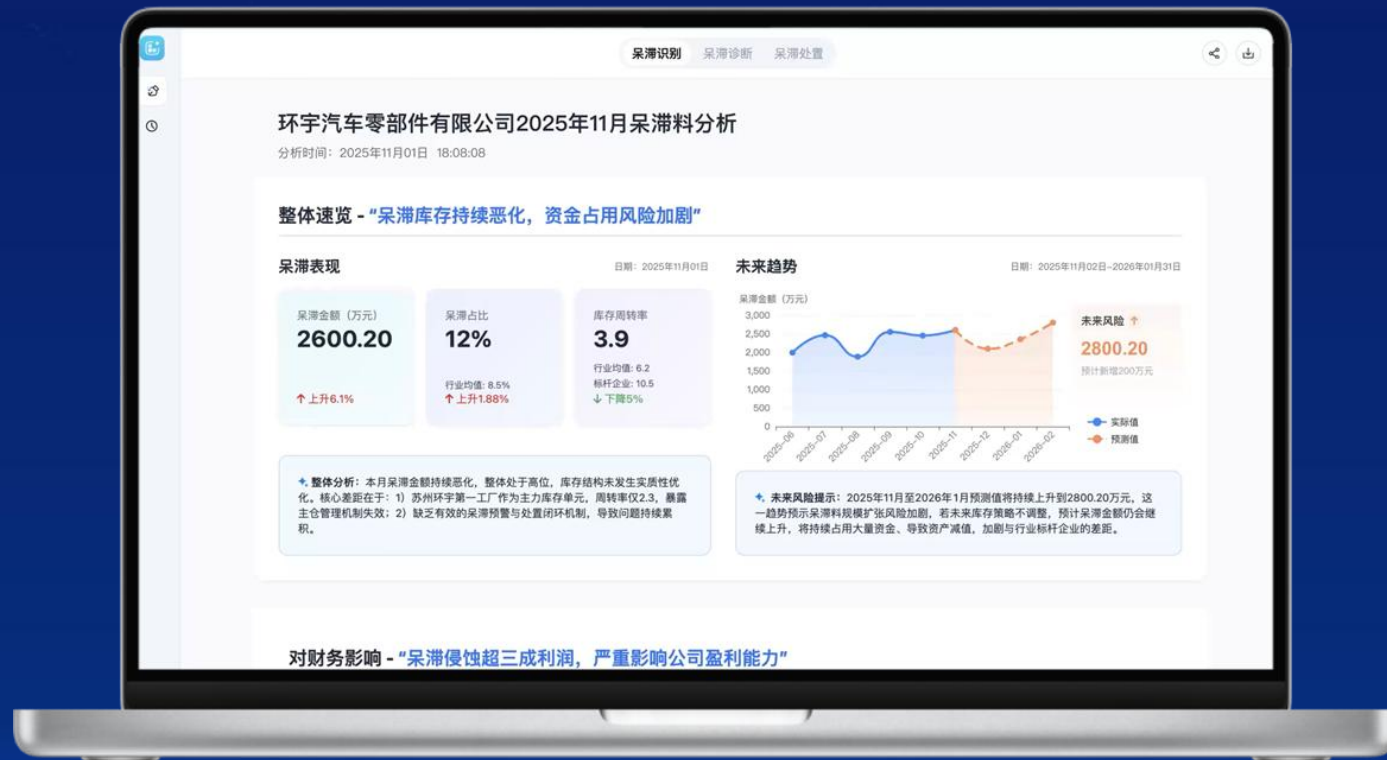 呆滞识别 呆滞诊断 呆滞处置
环宇汽车零部件有限公司2025年11月呆滞料分析
分析时间：2025年11月01日 18:08:08
整体速览 - “呆滞库存持续恶化，资金占用风险加剧”
呆滞表现
日期：2025年11月01日
呆滞金额（万元）
2600.20
↑ 上升6.1%
呆滞占比
12%
行业均值: 8.5%
↑ 上升1.88%
库存周转率
3.9
行业均值: 6.2
标杆企业: 10.5
↓ 下降5%
整体分析：本月呆滞金额持续恶化，整体处于高位，库存结构未发生实质性优
化。核心差距在于：1）苏州环宇第一工厂作为主力库存单元，周转率仅2.3，暴露
主仓管理机制失效；2）缺乏有效的呆滞预警与处置闭环机制，导致问题持续累
积。
未来趋势
日期：2025年11月02日-2026年01月31日
呆滞金额（万元）
3,000
2,500
2,000
1,500
1,000
500
0
2025-06
2025-07
2025-08
2025-09
2025-10
2025-11
2025-12
2026-01
2026-02
未来风险 ↑
2800.20
预计新增200万元
实际值
预测值
未来风险提示：2025年11月至2026年1月预测值将持续上升到2800.20万元，这
一趋势预示呆滞料规模扩张风险加剧，若未来库存策略不调整，预计呆滞金额仍会继
续上升，将持续占用大量资金、导致资产减值，加剧与行业标杆企业的差距。
对财务影响 - “呆滞侵蚀超三成利润，严重影响公司盈利能力”